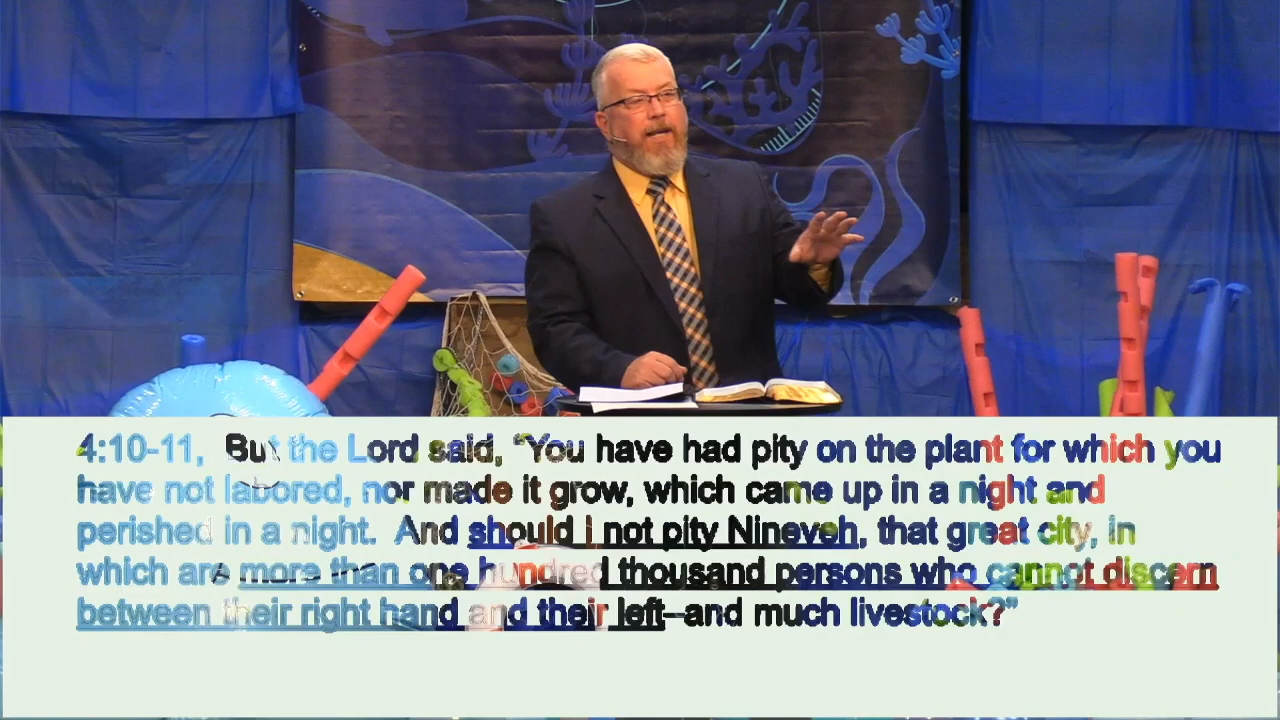 4:10-11, But the Lord said, “You have had pity on the plant for which you
have not labored, nor made it grow, which came up in a night and
perished in a night. And should I not pity Nineveh, that great city, in
which are more than one hundred thousand persons who cannot discern
between their right hand and their left–and much livestock?”